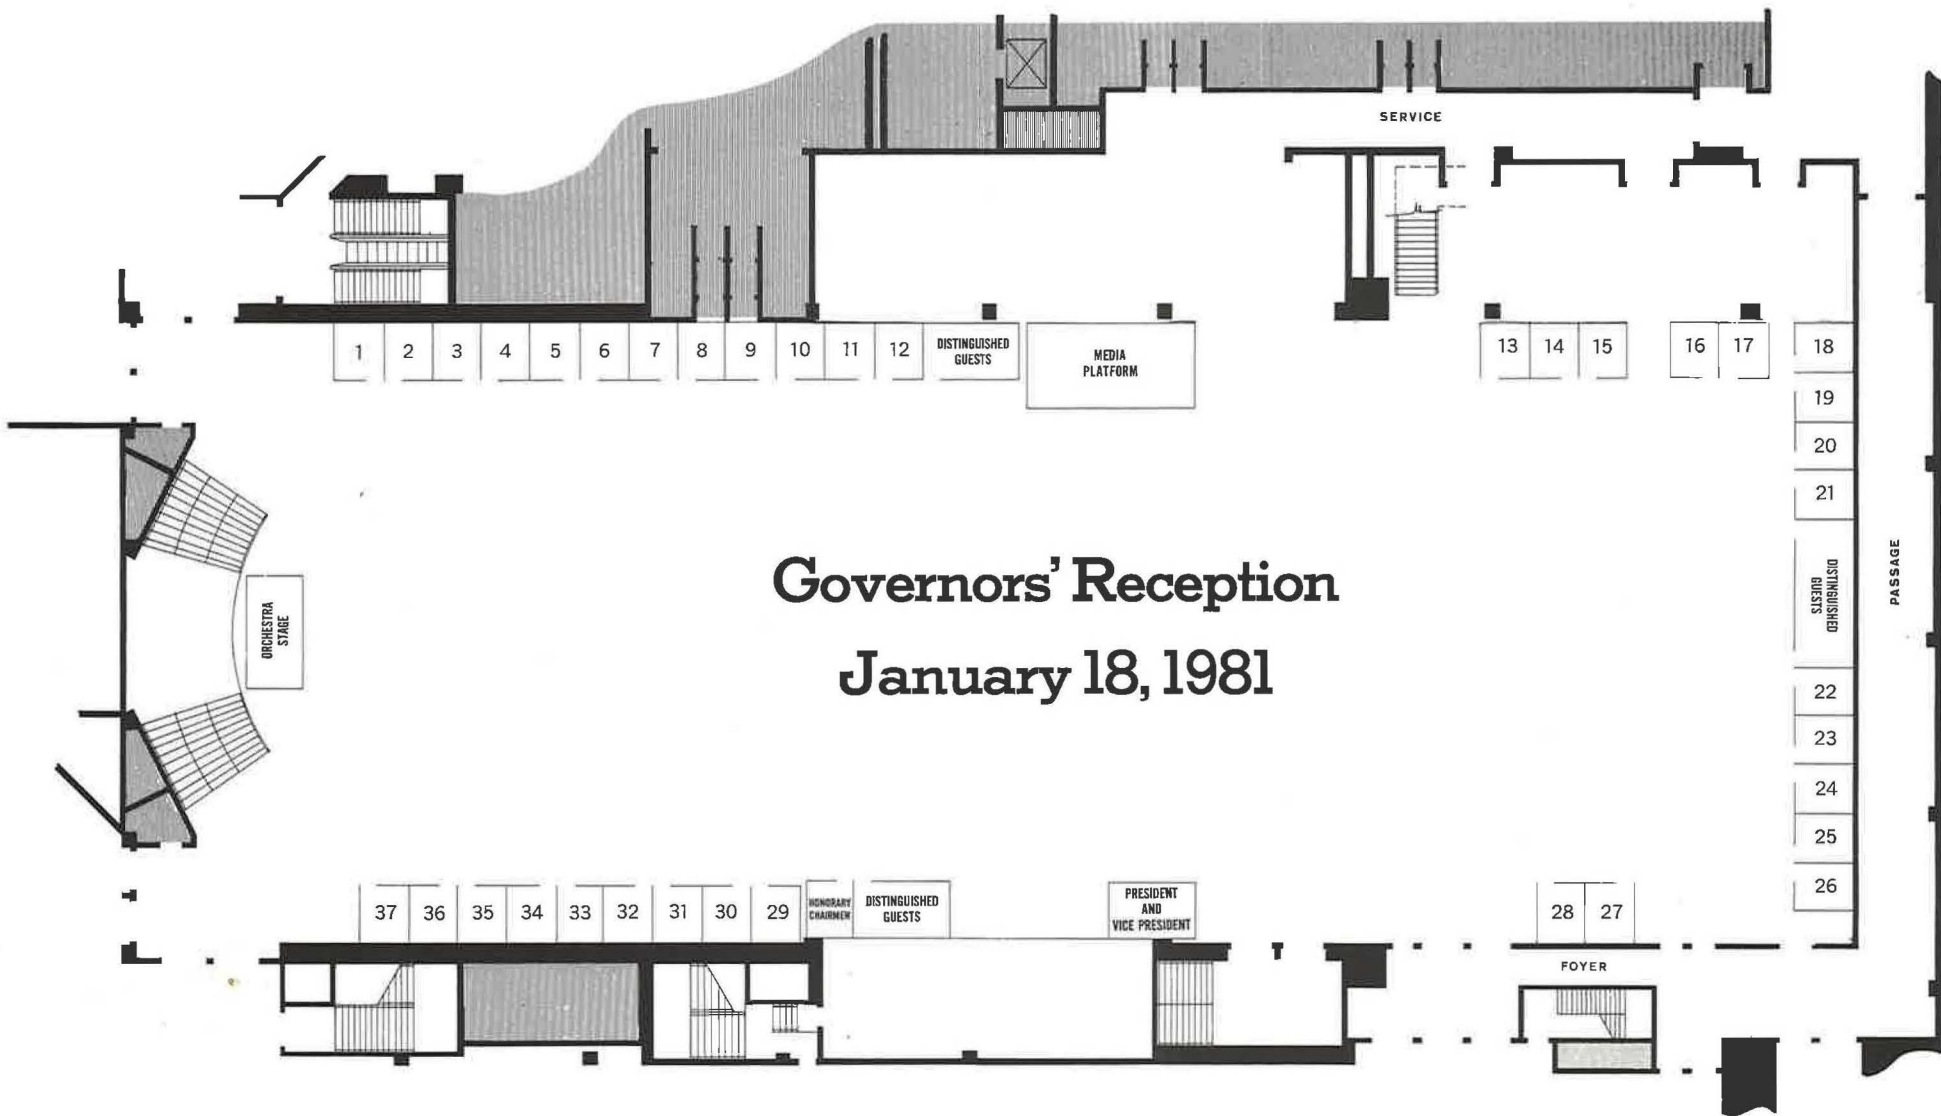 SERVICE
1 2 3 4 5 6 7 8 9 10 11 12
DISTINGUISHED
GUESTS
MEDIA
PLATFORM
13 14 15 16 17 18
19
20
21
DISTINGUISHED
GUESTS
PASSAGE
22
23
24
25
26
ORCHESTRA
STAGE
Governors’ Reception
January 18, 1981
37 36 35 34 33 32 31 30 29
HONORARY
CHAIRMEN
DISTINGUISHED
GUESTS
PRESIDENT
AND
VICE PRESIDENT
28 27
FOYER